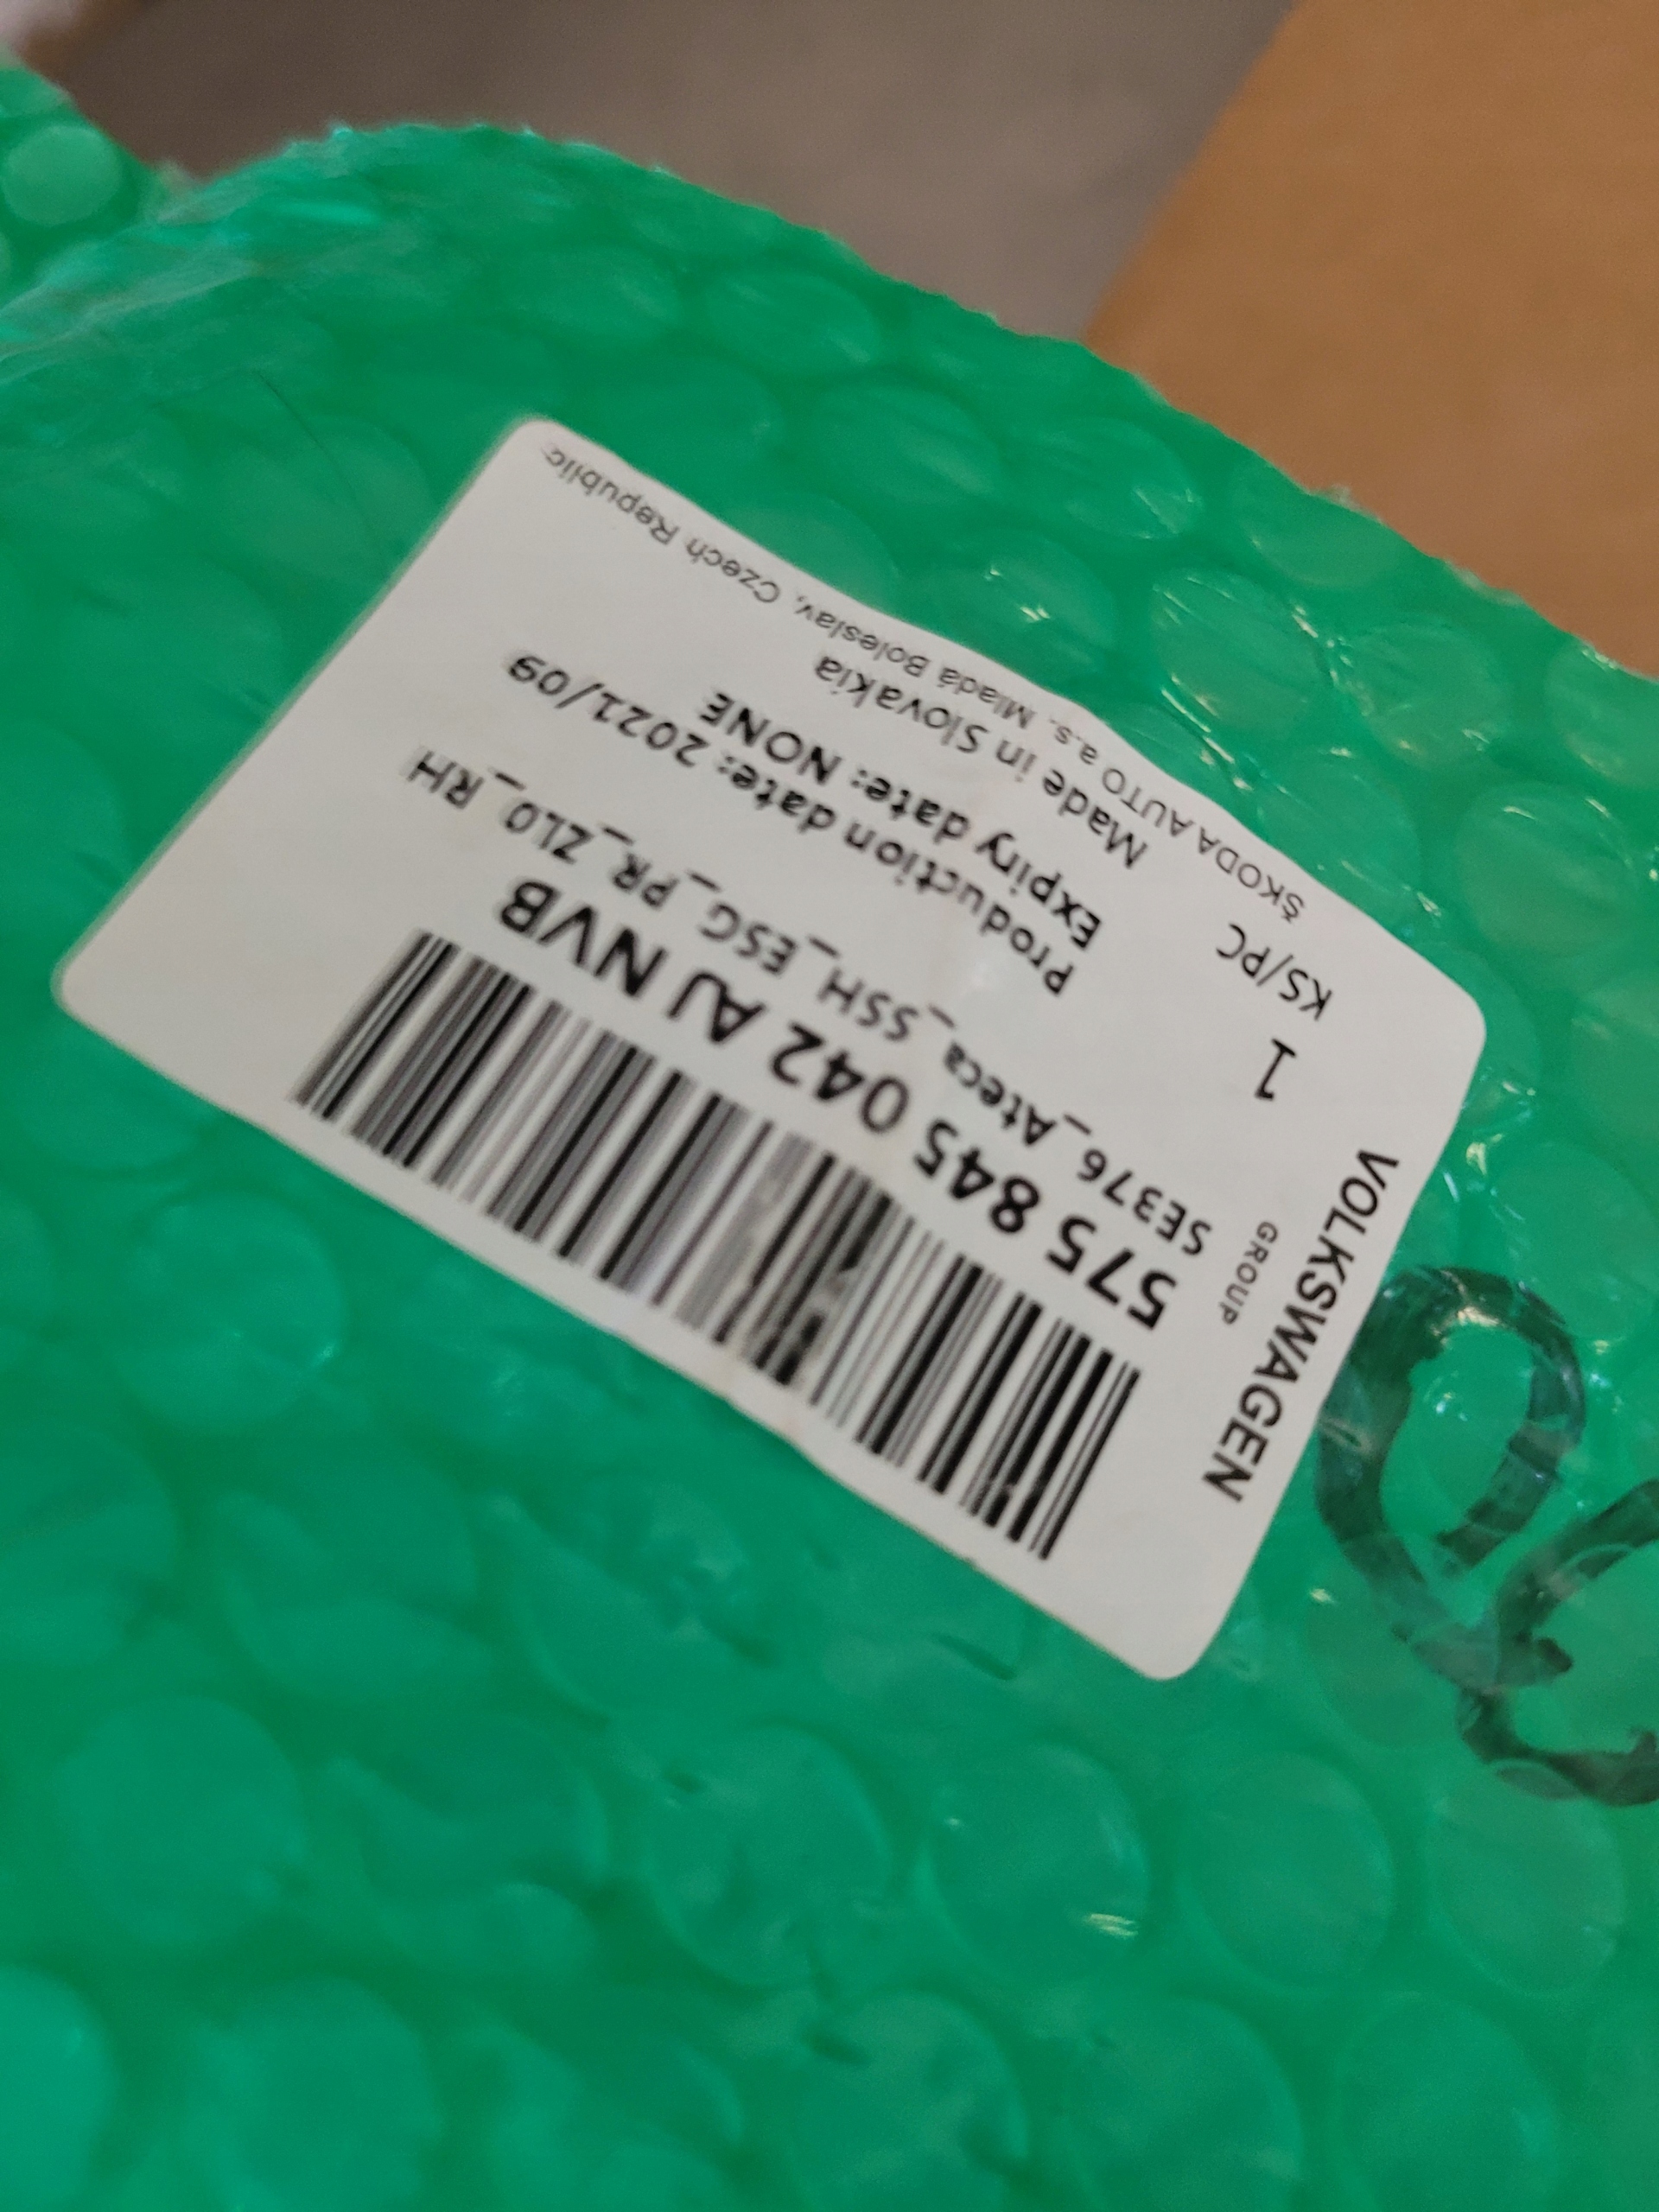 VOLKSWAGEN
GROUP
575 845 042 AJ NVB
SE376_Ateca_SSH_ESG_PR_ZL0_RH
1
KS/PC
Production date: 2021/09
Expiry date: NONE
Made in Slovakia
ŠKODA AUTO a.s. Mladá Boleslav, Czech Republic